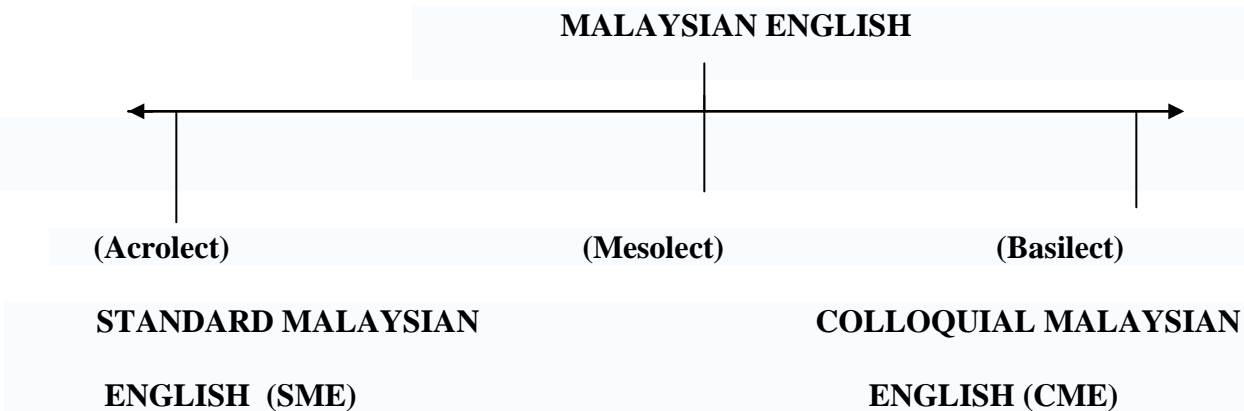 MALAYSIAN ENGLISH
(Acrolect) (Mesolect) (Basilect)
STANDARD MALAYSIAN COLLOQUIAL MALAYSIAN
ENGLISH (SME) ENGLISH (CME)